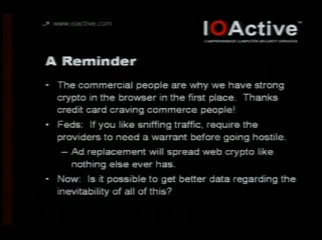 www.ioactive.com
IOActive™
COMPREHENSIVE COMPUTER SECURITY SERVICES
A Reminder
• The commercial people are why we have strong
crypto in the browser in the first place. Thanks
credit card craving commerce people!
• Feds: If you like sniffing traffic, require the
providers to need a warrant before going hostile.
– Ad replacement will spread web crypto like
nothing else ever has.
• Now: Is it possible to get better data regarding the
inevitability of all of this?